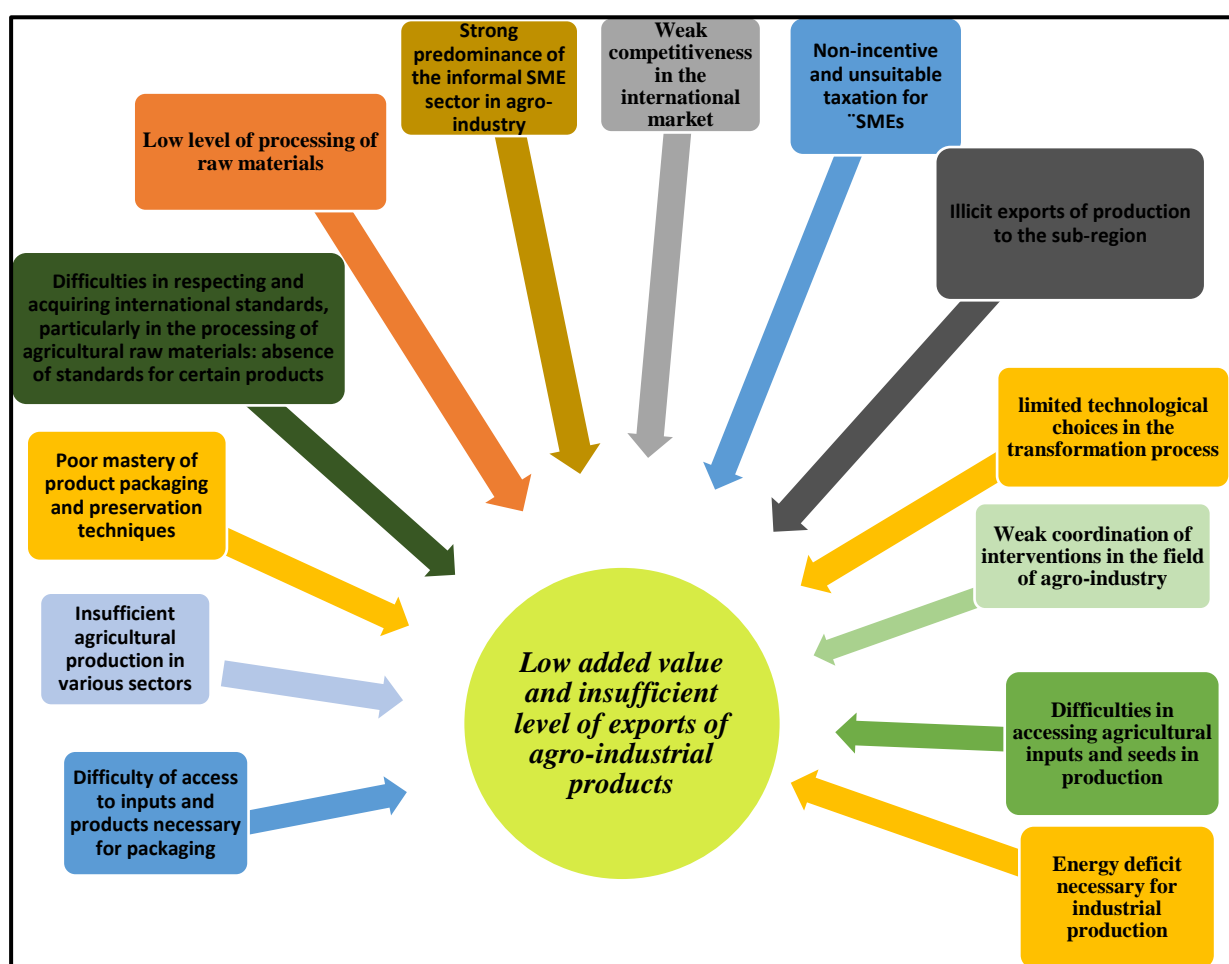 Strong
predominance of
the informal SME
sector in agro-
industry
Weak
competitiveness
in the
international
market
Non-incentive
and unsuitable
taxation for
¨SMEs
Low level of processing of
raw materials
Illicit exports of production
to the sub-region
Difficulties in respecting and
acquiring international standards,
particularly in the processing of
agricultural raw materials: absence
of standards for certain products
limited technological
choices in the
transformation process
Poor mastery of
product packaging
and preservation
techniques
Weak coordination of
interventions in the field
of agro-industry
Insufficient
agricultural
production in
various sectors
Low added value
and insufficient
level of exports of
agro-industrial
products
Difficulties in
accessing agricultural
inputs and seeds in
production
Difficulty of access
to inputs and
products necessary
for packaging
Energy deficit
necessary for
industrial
production